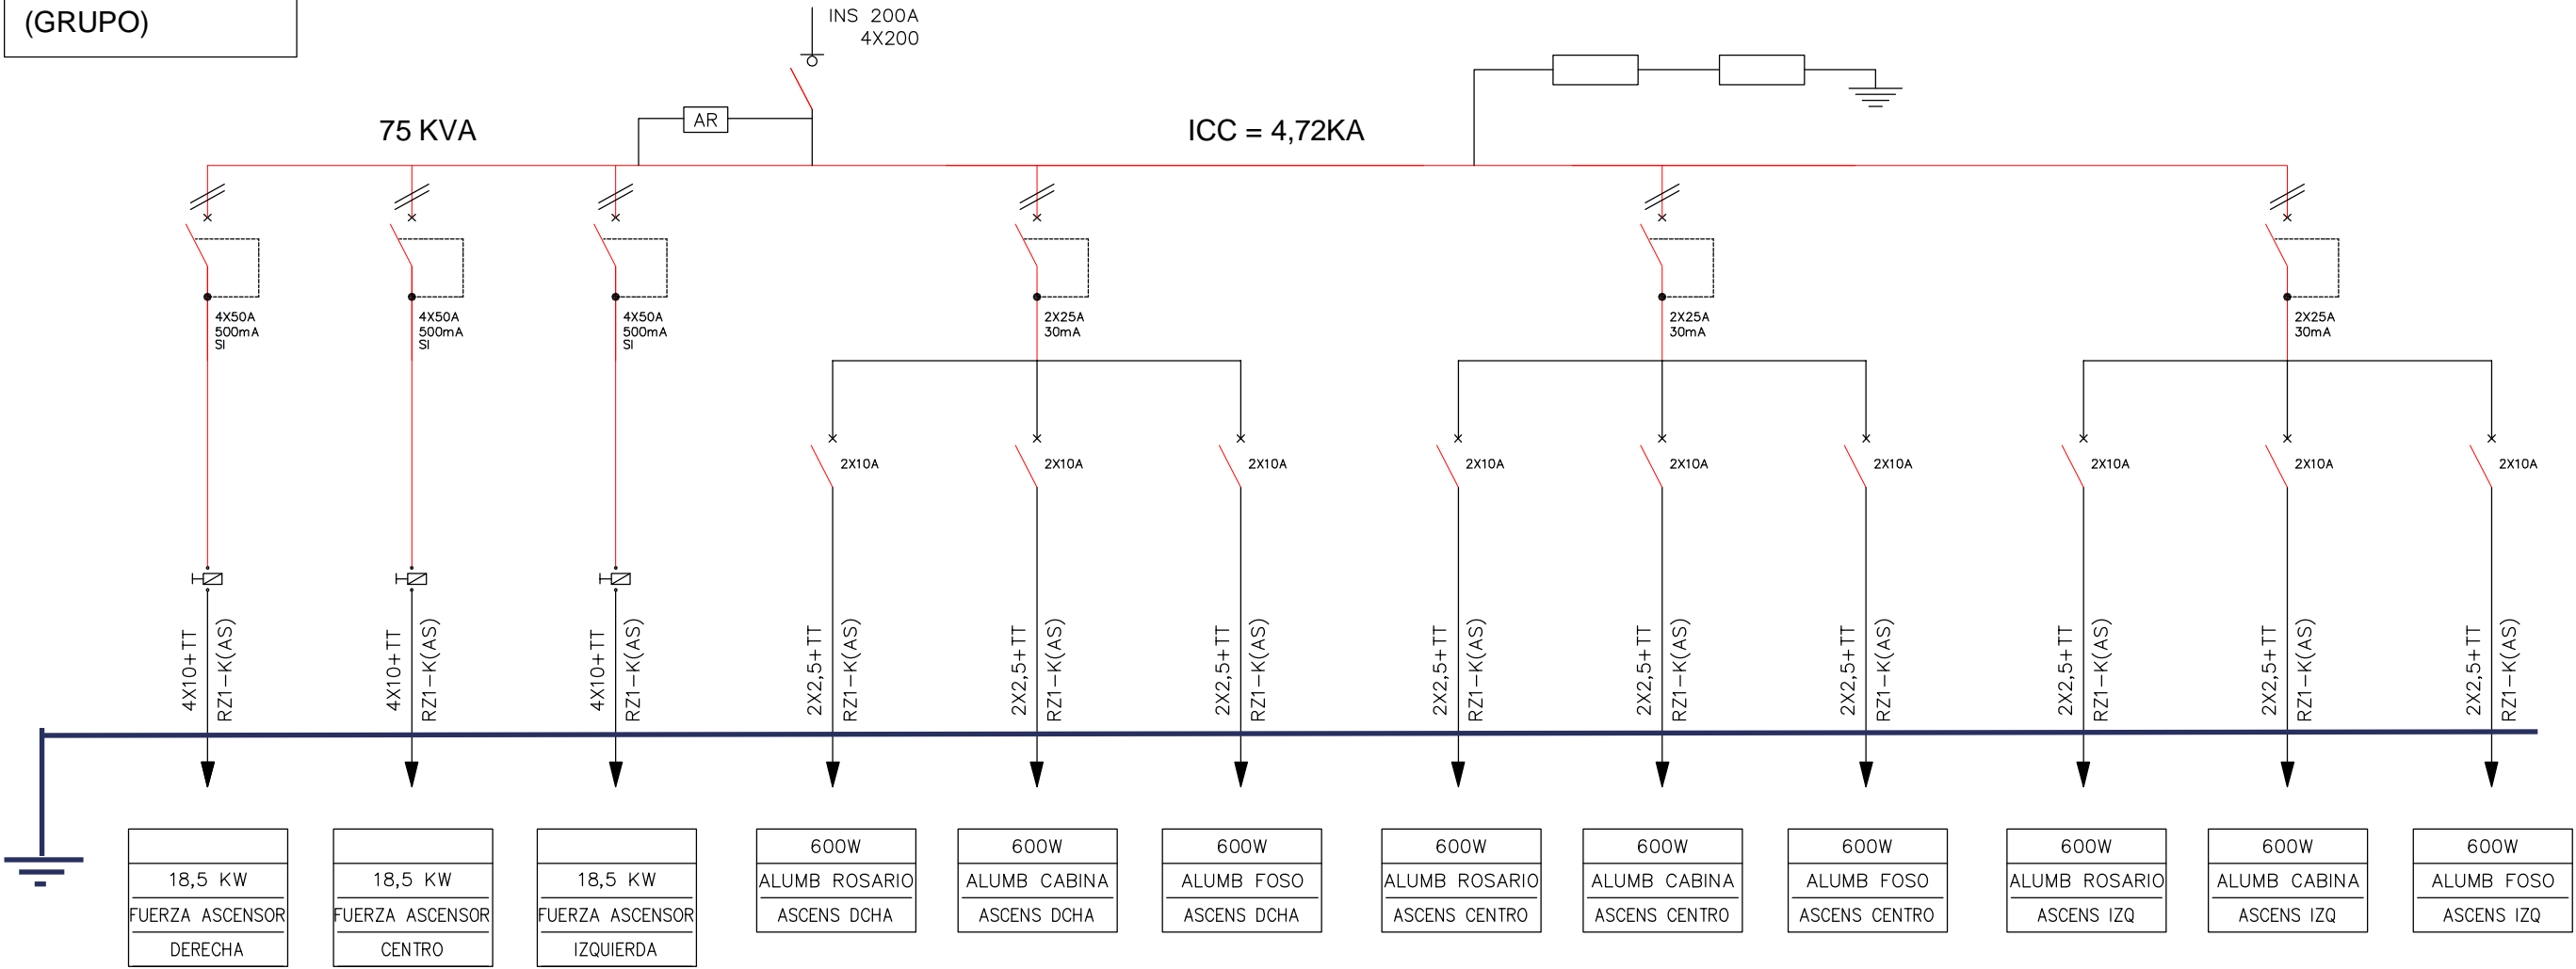 (GRUPO)
INS 200A
4X200
AR
75 KVA
ICC = 4,72KA
4X50A
500mA
SI
4X50A
500mA
SI
4X50A
500mA
SI
2X25A
30mA
2X25A
30mA
2X25A
30mA
2X10A
2X10A
2X10A
2X10A
2X10A
2X10A
2X10A
2X10A
2X10A
4X10+TT
RZ1-K(AS)
4X10+TT
RZ1-K(AS)
4X10+TT
RZ1-K(AS)
2X2,5+TT
RZ1-K(AS)
2X2,5+TT
RZ1-K(AS)
2X2,5+TT
RZ1-K(AS)
2X2,5+TT
RZ1-K(AS)
2X2,5+TT
RZ1-K(AS)
2X2,5+TT
RZ1-K(AS)
2X2,5+TT
RZ1-K(AS)
2X2,5+TT
RZ1-K(AS)
2X2,5+TT
RZ1-K(AS)
18,5 KW
FUERZA ASCENSOR
DERECHA
18,5 KW
FUERZA ASCENSOR
CENTRO
18,5 KW
FUERZA ASCENSOR
IZQUIERDA
600W
ALUMB ROSARIO
ASCENS DCHA
600W
ALUMB CABINA
ASCENS DCHA
600W
ALUMB FOSO
ASCENS DCHA
600W
ALUMB ROSARIO
ASCENS CENTRO
600W
ALUMB CABINA
ASCENS CENTRO
600W
ALUMB FOSO
ASCENS CENTRO
600W
ALUMB ROSARIO
ASCENS IZQ
600W
ALUMB CABINA
ASCENS IZQ
600W
ALUMB FOSO
ASCENS IZQ